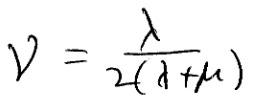 ν = λ / 2(λ+μ)